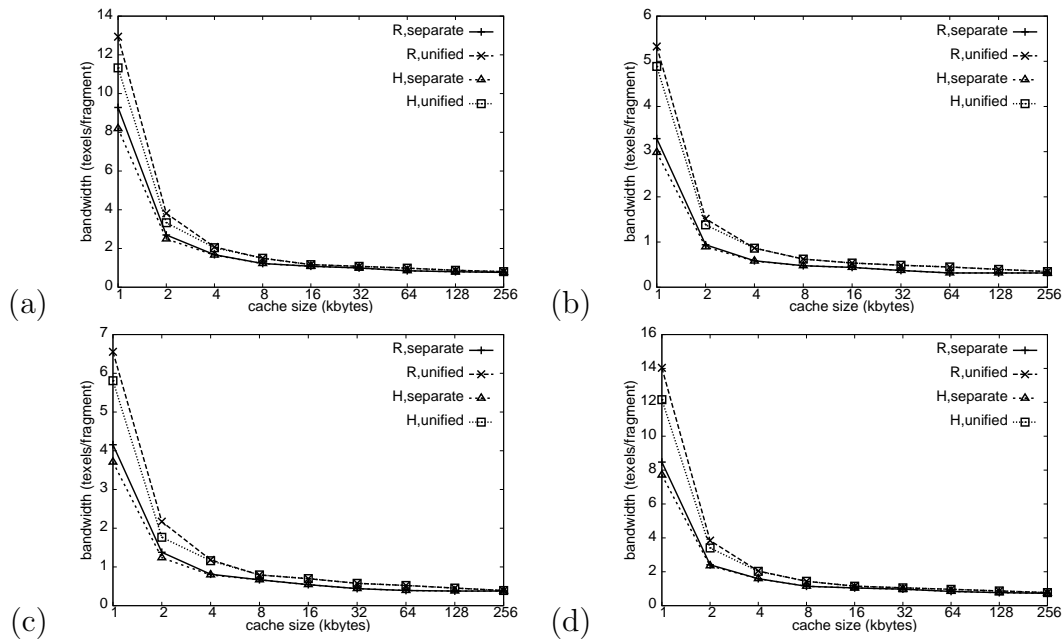 14
12
10
8
6
4
2
0
bandwidth (texels/fragment)
R,separate
R,unified
H,separate
H,unified
1 2 4 8 16 32 64 128 256
cache size (kbytes)
(a)
6
5
4
3
2
1
0
bandwidth (texels/fragment)
R,separate
R,unified
H,separate
H,unified
1 2 4 8 16 32 64 128 256
cache size (kbytes)
(b)
7
6
5
4
3
2
1
0
bandwidth (texels/fragment)
R,separate
R,unified
H,separate
H,unified
1 2 4 8 16 32 64 128 256
cache size (kbytes)
(c)
16
14
12
10
8
6
4
2
0
bandwidth (texels/fragment)
R,separate
R,unified
H,separate
H,unified
1 2 4 8 16 32 64 128 256
cache size (kbytes)
(d)